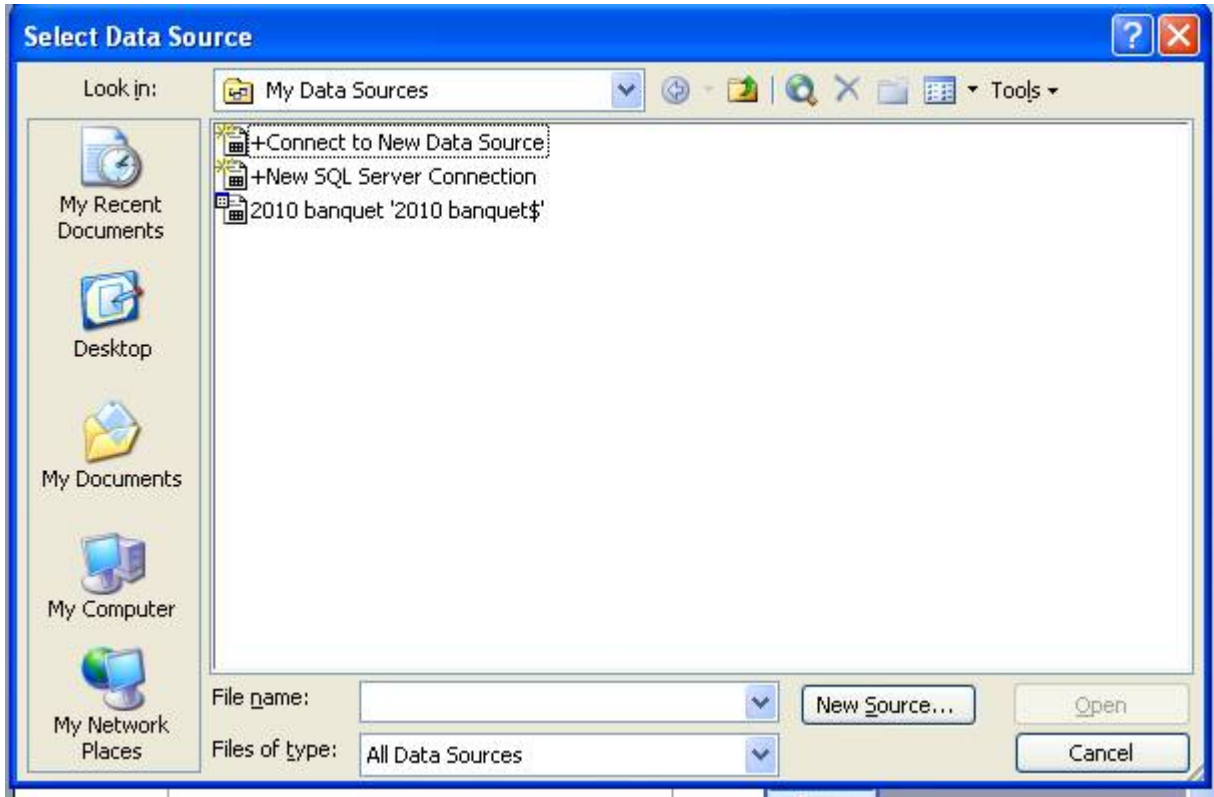 Select Data Source
Look in:
My Data Sources
Tools
+Connect to New Data Source
+New SQL Server Connection
2010 banquet '2010 banquet$'
My Recent
Documents
Desktop
My Documents
My Computer
My Network
Places
File name:
New Source...
Open
Files of type:
All Data Sources
Cancel